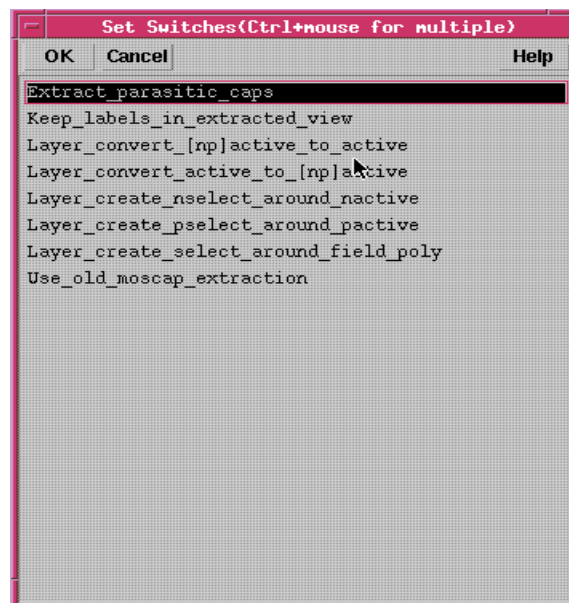 Set Switches(Ctrl+mouse for multiple)
OK Cancel Help
Extract_parasitic_caps
Keep_labels_in_extracted_view
Layer_convert_[np]active_to_active
Layer_convert_active_to_[np]active
Layer_create_nselect_around_nactive
Layer_create_pselect_around_pactive
Layer_create_select_around_field_poly
Use_old_moscap_extraction